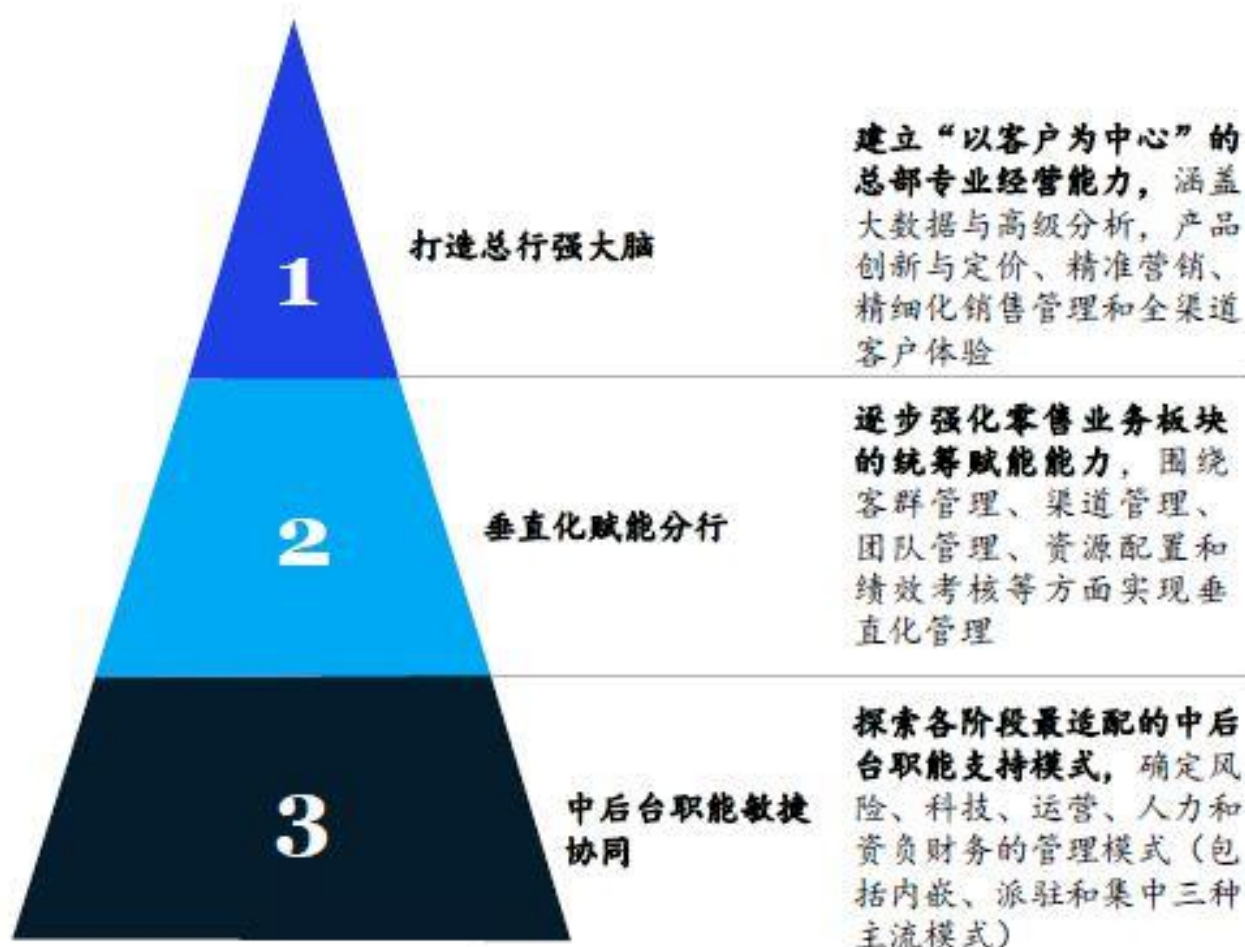 1
打造总行强大脑
建立“以客户为中心”的
总部专业经营能力，涵盖
大数据与高级分析，产品
创新与定价、精准营销、
精细化销售管理和全渠道
客户体验
2
垂直化赋能分行
逐步强化零售业务板块
的统筹赋能能力，围绕
客群管理、渠道管理、
团队管理、资源配置和
绩效考核等方面实现垂
直化管理
3
中后台职能敏捷
协同
探索各阶段最适配的中后
台职能支持模式，确定风
险、科技、运营、人力和
资负财务的管理模式（包
括内嵌、派驻和集中三种
主流模式）